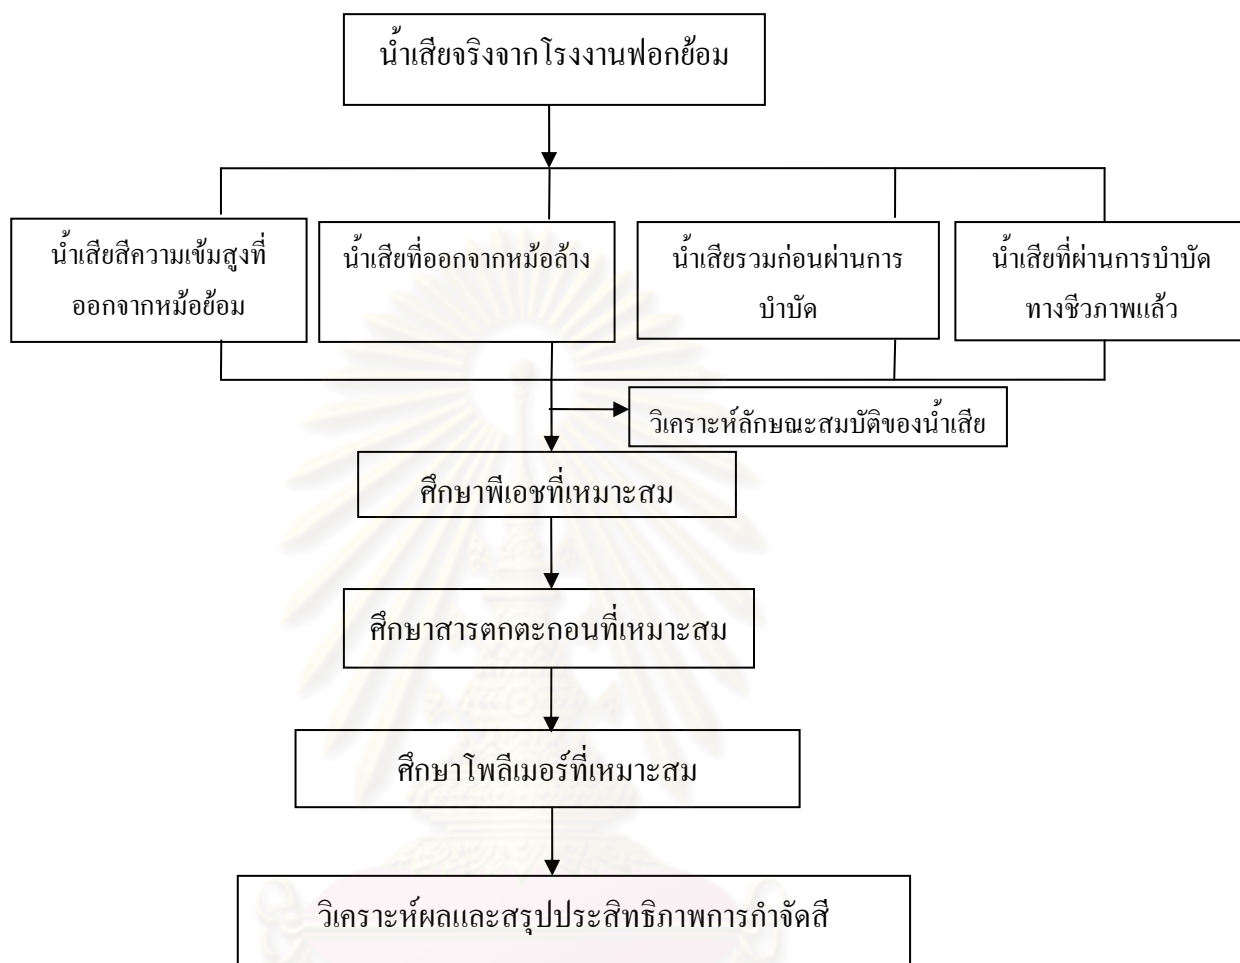 น้ำเสียจริงจากโรงงานฟอกย้อม
น้ำเสียสีความเข้มสูงที่
ออกจากหม้อย้อม
น้ำเสียที่ออกจากหม้อล้าง
น้ำเสียรวมก่อนผ่านการ
บำบัด
น้ำเสียที่ผ่านการบำบัด
ทางชีวภาพแล้ว
วิเคราะห์ลักษณะสมบัติของน้ำเสีย
ศึกษาพีเอชที่เหมาะสม
ศึกษาสารตกตะกอนที่เหมาะสม
ศึกษาโพลีเมอร์ที่เหมาะสม
วิเคราะห์ผลและสรุปประสิทธิภาพการกำจัดสี